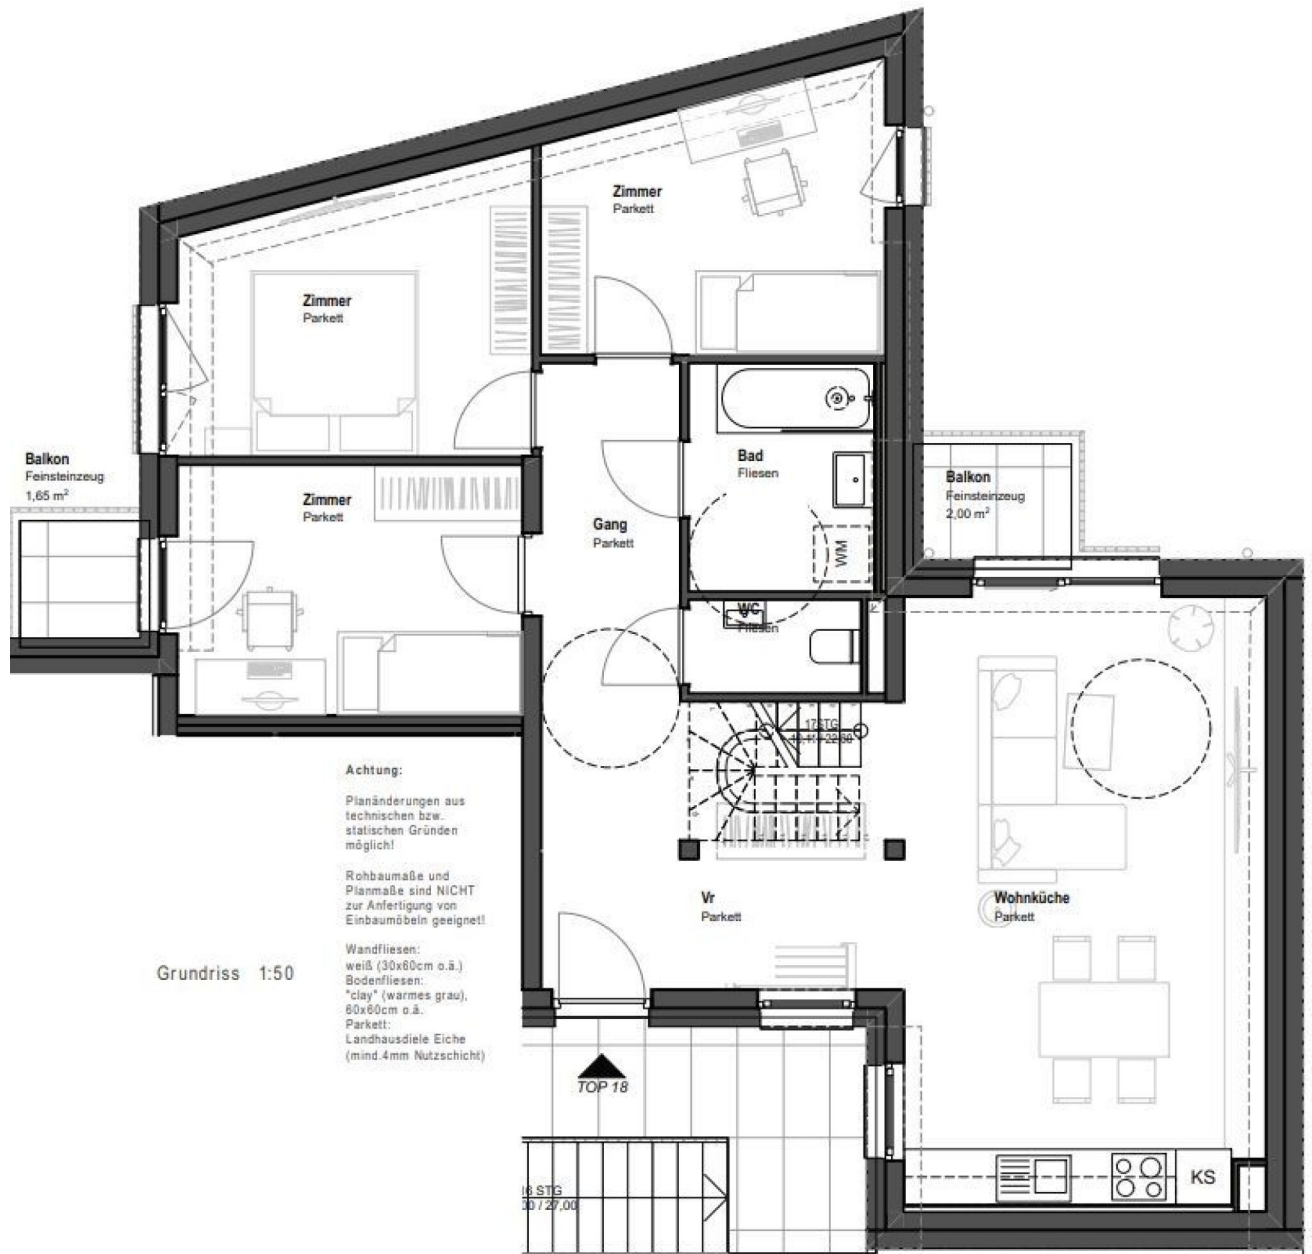 Zimmer
Parkett
Zimmer
Parkett
Balkon
Feinsteinzeug
1,65 m²
Zimmer
Parkett
Gang
Parkett
Bad
Fliesen
WM
Balkon
Feinsteinzeug
2,00 m²
WC
Fliesen
17STG
Achtung:
Planänderungen aus
technischen bzw.
statischen Gründen
möglich!
Rohbaumaße und
Planmaße sind NICHT
zur Anfertigung von
Einbaumöbeln geeignet!
Wandfliesen:
weiß (30x60cm o.ä.)
Bodenfliesen:
"clay" (warmes grau),
60x60cm o.ä.
Parkett:
Landhausdiele Eiche
(mind.4mm Nutzschicht)
Grundriss 1:50
Vr
Parkett
Wohnküche
Parkett
TOP 18
KS
STG
/ 27,00